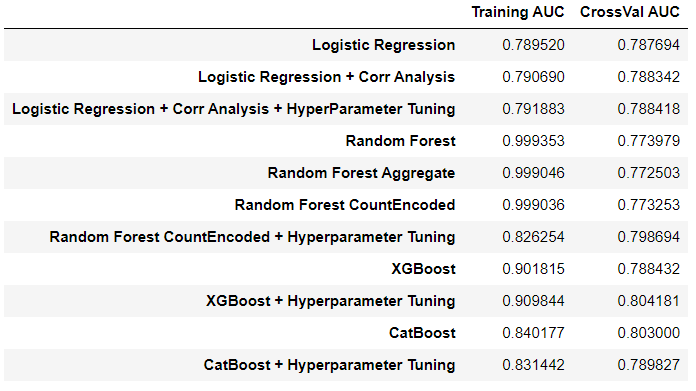 Training AUC CrossVal AUC
Logistic Regression 0.789520 0.787694
Logistic Regression + Corr Analysis 0.790690 0.788342
Logistic Regression + Corr Analysis + HyperParameter Tuning 0.791883 0.788418
Random Forest 0.999353 0.773979
Random Forest Aggregate 0.999046 0.772503
Random Forest CountEncoded 0.999036 0.773253
Random Forest CountEncoded + Hyperparameter Tuning 0.826254 0.798694
XGBoost 0.901815 0.788432
XGBoost + Hyperparameter Tuning 0.909844 0.804181
CatBoost 0.840177 0.803000
CatBoost + Hyperparameter Tuning 0.831442 0.789827